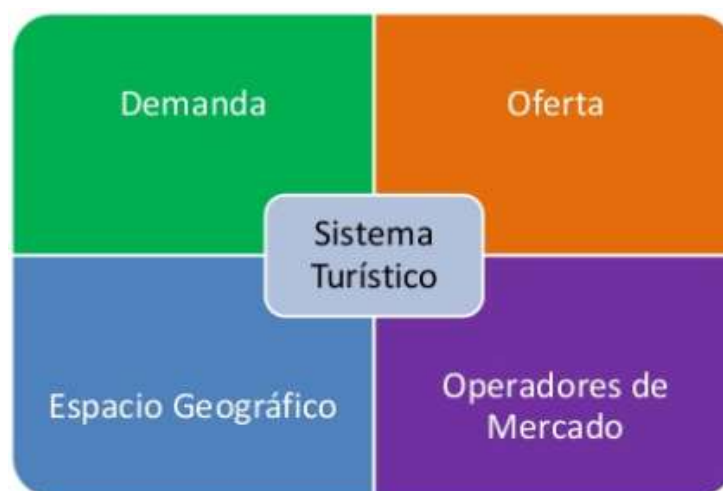 Demanda
Oferta
Sistema
Turístico
Espacio Geográfico
Operadores de
Mercado